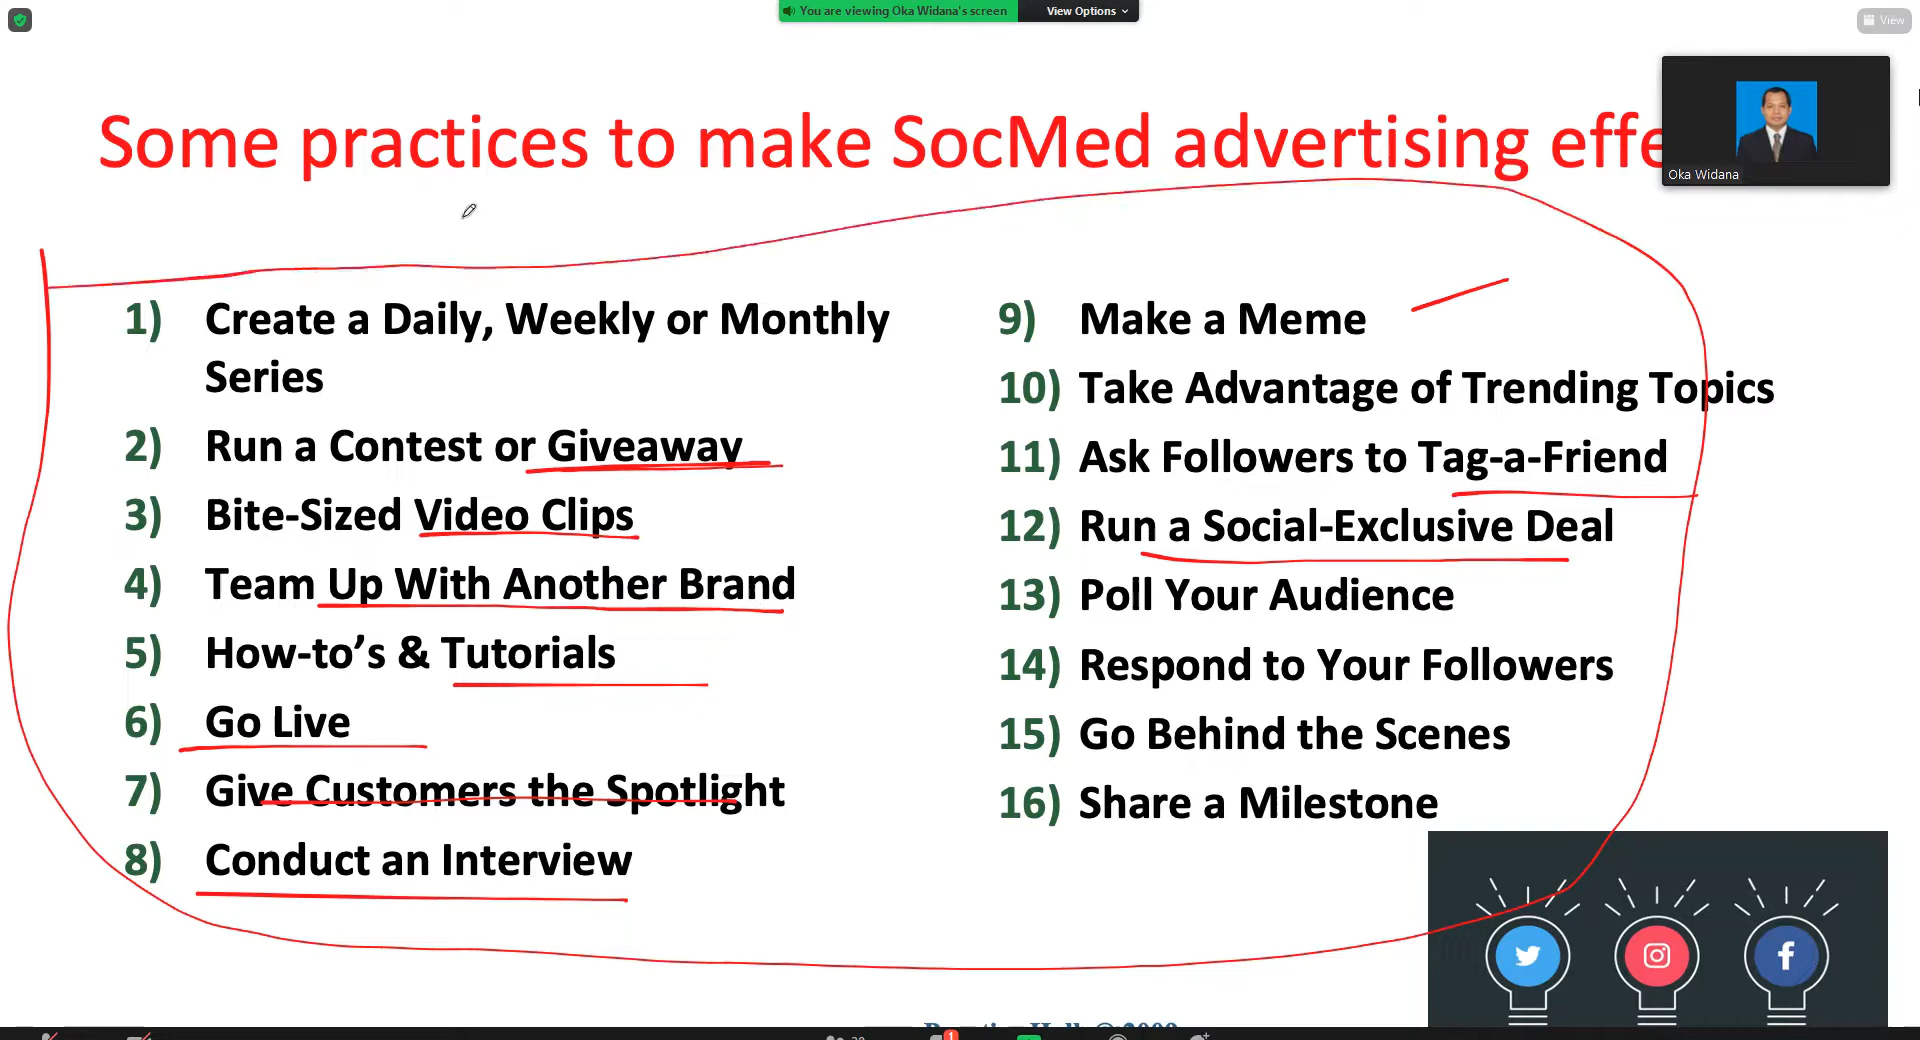 You are viewing Oka Widana's screen
View Options
View
Some practices to make SocMed advertising effe
Oka Widana
1) Create a Daily, Weekly or Monthly
Series
2) Run a Contest or Giveaway
3) Bite-Sized Video Clips
4) Team Up With Another Brand
5) How-to’s & Tutorials
6) Go Live
7) Give Customers the Spotlight
8) Conduct an Interview
9) Make a Meme
10) Take Advantage of Trending Topics
11) Ask Followers to Tag-a-Friend
12) Run a Social-Exclusive Deal
13) Poll Your Audience
14) Respond to Your Followers
15) Go Behind the Scenes
16) Share a Milestone
1